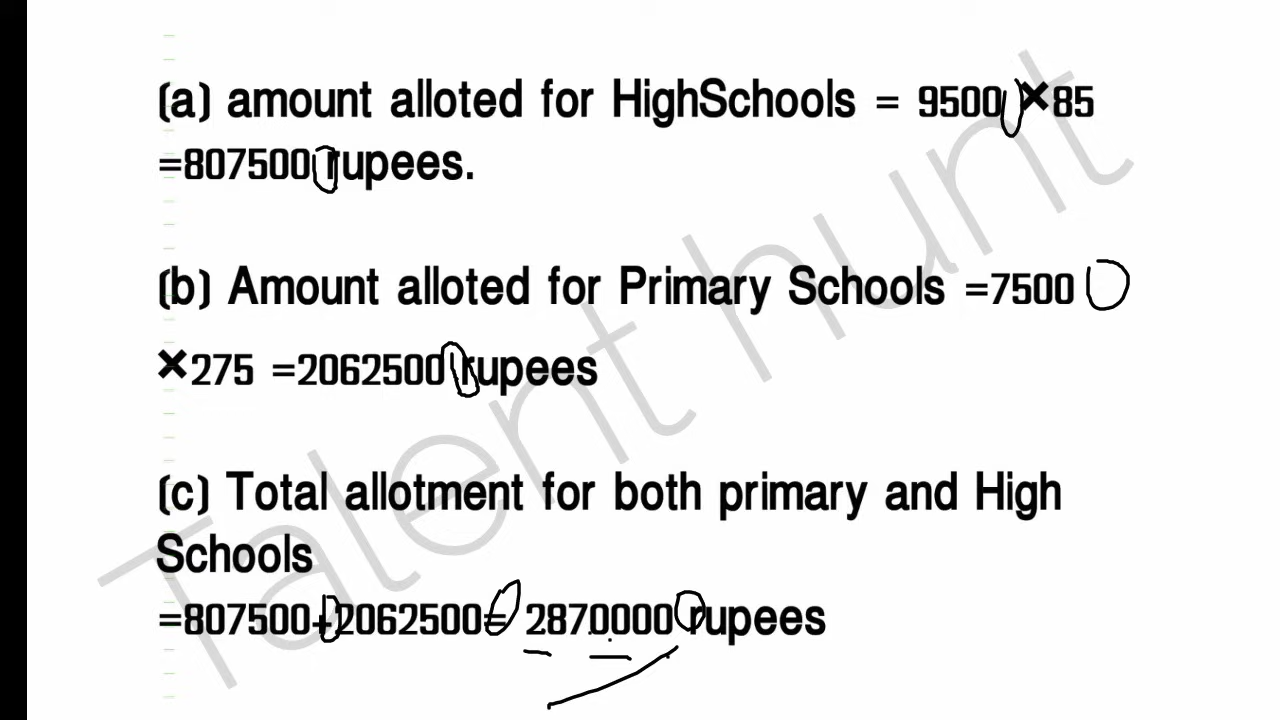 (a) amount alloted for HighSchools = 9500 ×85
=807500 rupees.
(b) Amount alloted for Primary Schools =7500
×275 =2062500 rupees
(c) Total allotment for both primary and High
Schools
=807500+2062500= 2870000 rupees
Talent hunt